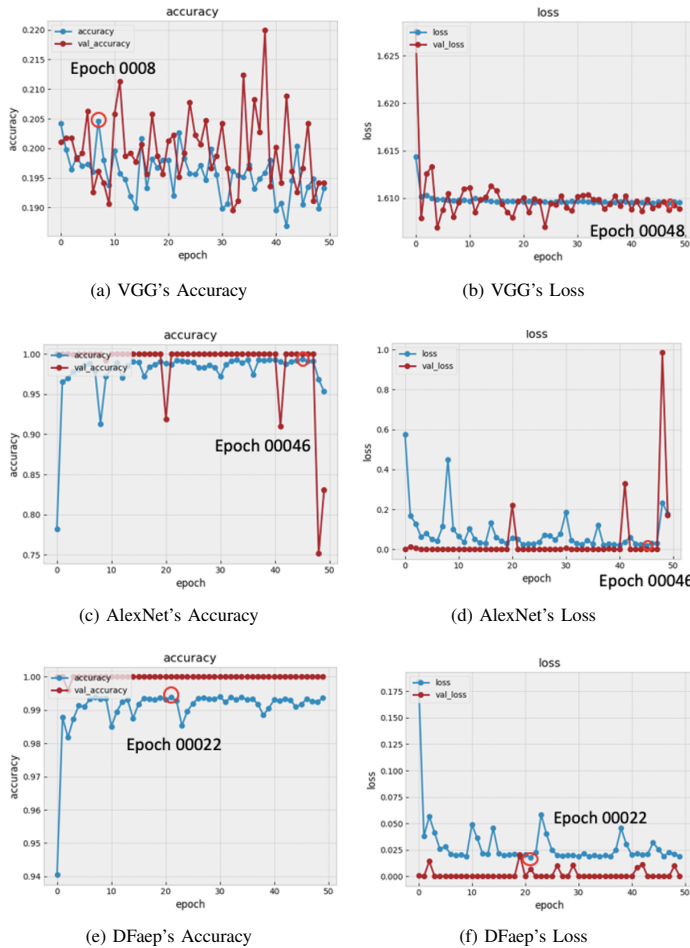 accuracy
loss
accuracy
val_accuracy
Epoch 0008
0.220
0.215
0.210
0.205
0.200
0.195
0.190
accuracy
0 10 20 30 40 50
epoch
loss
val_loss
1.625
1.620
1.615
1.610
loss
Epoch 00048
0 10 20 30 40 50
epoch
(a) VGG's Accuracy
(b) VGG's Loss
accuracy
loss
accuracy
val_accuracy
1.00
0.95
0.90
0.85
0.80
0.75
accuracy
Epoch 00046
0 10 20 30 40 50
epoch
loss
val_loss
1.0
0.8
0.6
0.4
0.2
0.0
loss
0 10 20 30 40 50
epoch
Epoch 00046
(c) AlexNet's Accuracy
(d) AlexNet's Loss
accuracy
loss
accuracy
val_accuracy
1.00
0.99
0.98
0.97
0.96
0.95
0.94
accuracy
Epoch 00022
0 10 20 30 40 50
epoch
loss
val_loss
0.175
0.150
0.125
0.100
0.075
0.050
0.025
0.000
loss
Epoch 00022
0 10 20 30 40 50
epoch
(e) DFaep's Accuracy
(f) DFaep's Loss